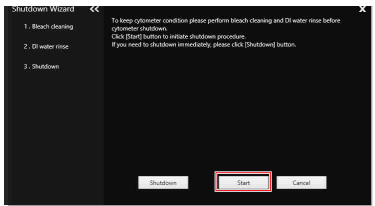 Shutdown Wizard <<
X
1 . Bleach cleaning
2 . DI water rinse
3 . Shutdown
To keep cytometer condition please perform bleach cleaning and DI water rinse before
cytometer shutdown.
Click [Start] button to initiate shutdown procedure.
If you need to shutdown immediately, please click [Shutdown] button.
Shutdown
Start
Cancel